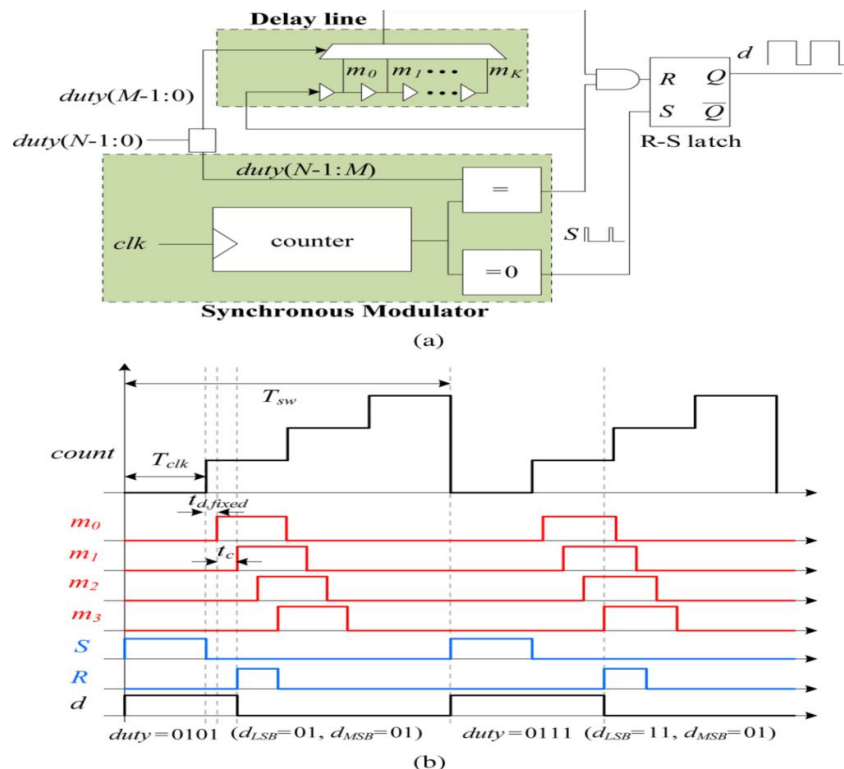 Delay line
m0 m1 ••• mK
•••
duty(M-1:0)
duty(N-1:0)
duty(N-1:M)
=
clk
counter
=0
S
Synchronous Modulator
R Q
S Q̅
R-S latch
d
(a)
Tsw
count
Tclk
td,fixed
m0
tc
m1
m2
m3
S
R
d
duty=0101 (dLSB=01, dMSB=01) duty=0111 (dLSB=11, dMSB=01)
(b)